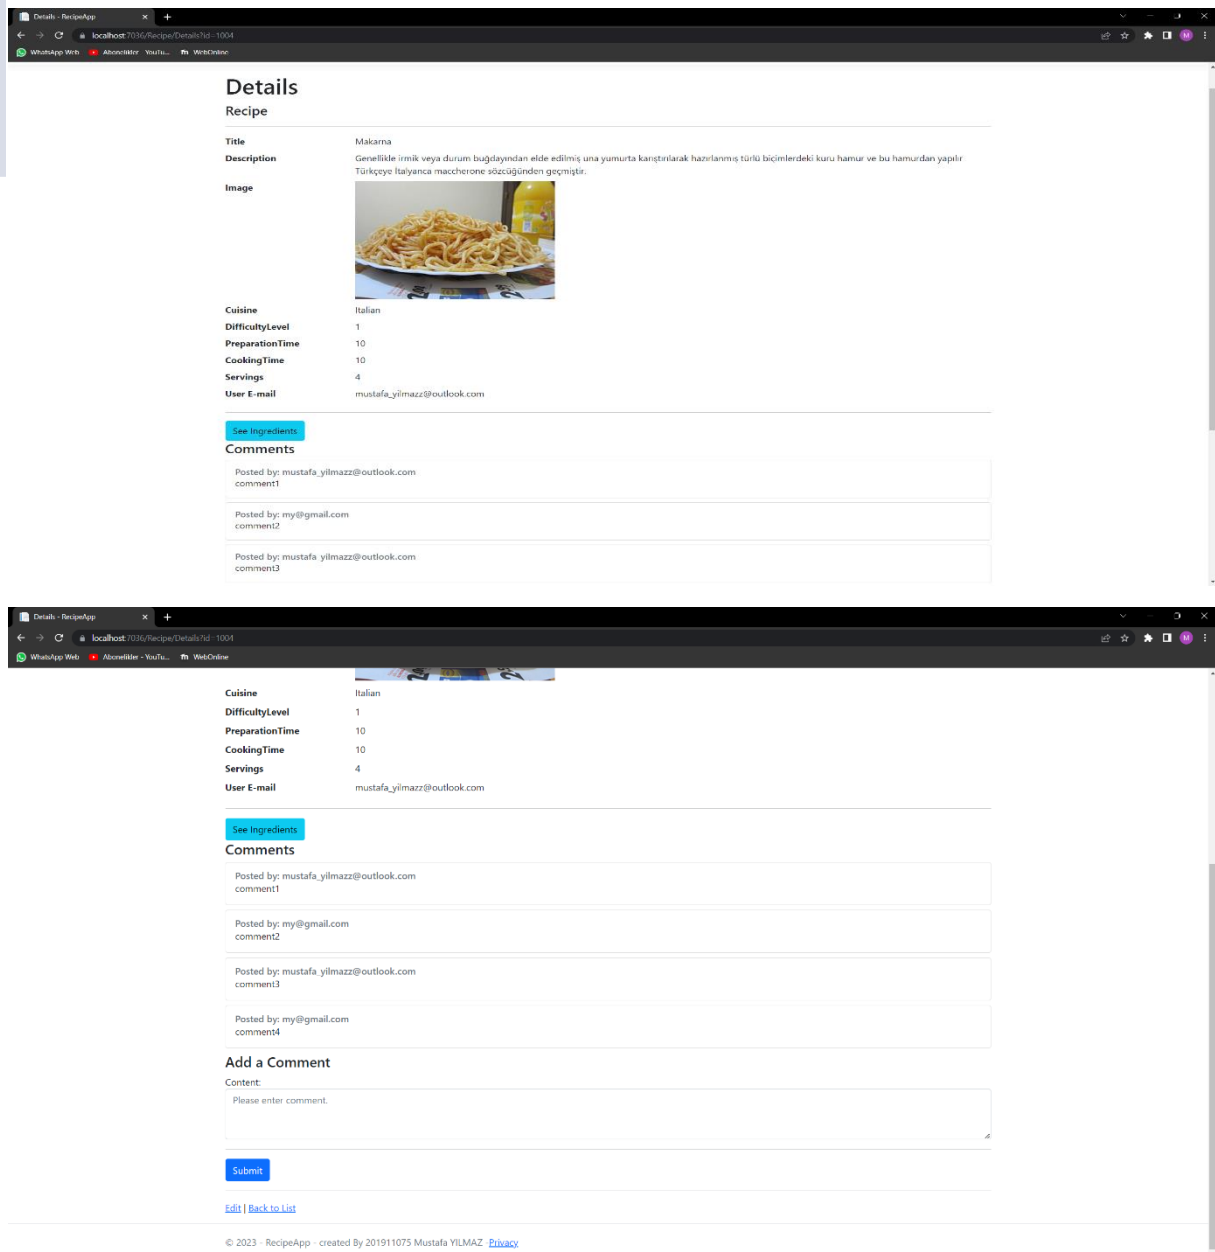 Details - RecipeApp
localhost:7036/Recipe/Details?id=1004
WhatsApp Web Abonelikler YouTu... WebOnline
Details
Recipe
Title Makarna
Description Genellikle irmik veya durum buğdayından elde edilmiş una yumurta karıştırılarak hazırlanmış türlü biçimlerdeki kuru hamur ve bu hamurdan yapılır
Türkçeye İtalyanca maccherone sözcüğünden geçmiştir.
Image
Cuisine Italian
DifficultyLevel 1
PreparationTime 10
CookingTime 10
Servings 4
User E-mail mustafa_yilmazz@outlook.com
See Ingredients
Comments
Posted by: mustafa_yilmazz@outlook.com
comment1
Posted by: my@gmail.com
comment2
Posted by: mustafa_yilmazz@outlook.com
comment3
Details - RecipeApp
localhost:7036/Recipe/Details?id=1004
WhatsApp Web Abonelikler - YouTu... WebOnline
Cuisine Italian
DifficultyLevel 1
PreparationTime 10
CookingTime 10
Servings 4
User E-mail mustafa_yilmazz@outlook.com
See Ingredients
Comments
Posted by: mustafa_yilmazz@outlook.com
comment1
Posted by: my@gmail.com
comment2
Posted by: mustafa_yilmazz@outlook.com
comment3
Posted by: my@gmail.com
comment4
Add a Comment
Content:
Please enter comment.
Submit
Edit | Back to List
© 2023 - RecipeApp - created By 201911075 Mustafa YILMAZ -Privacy